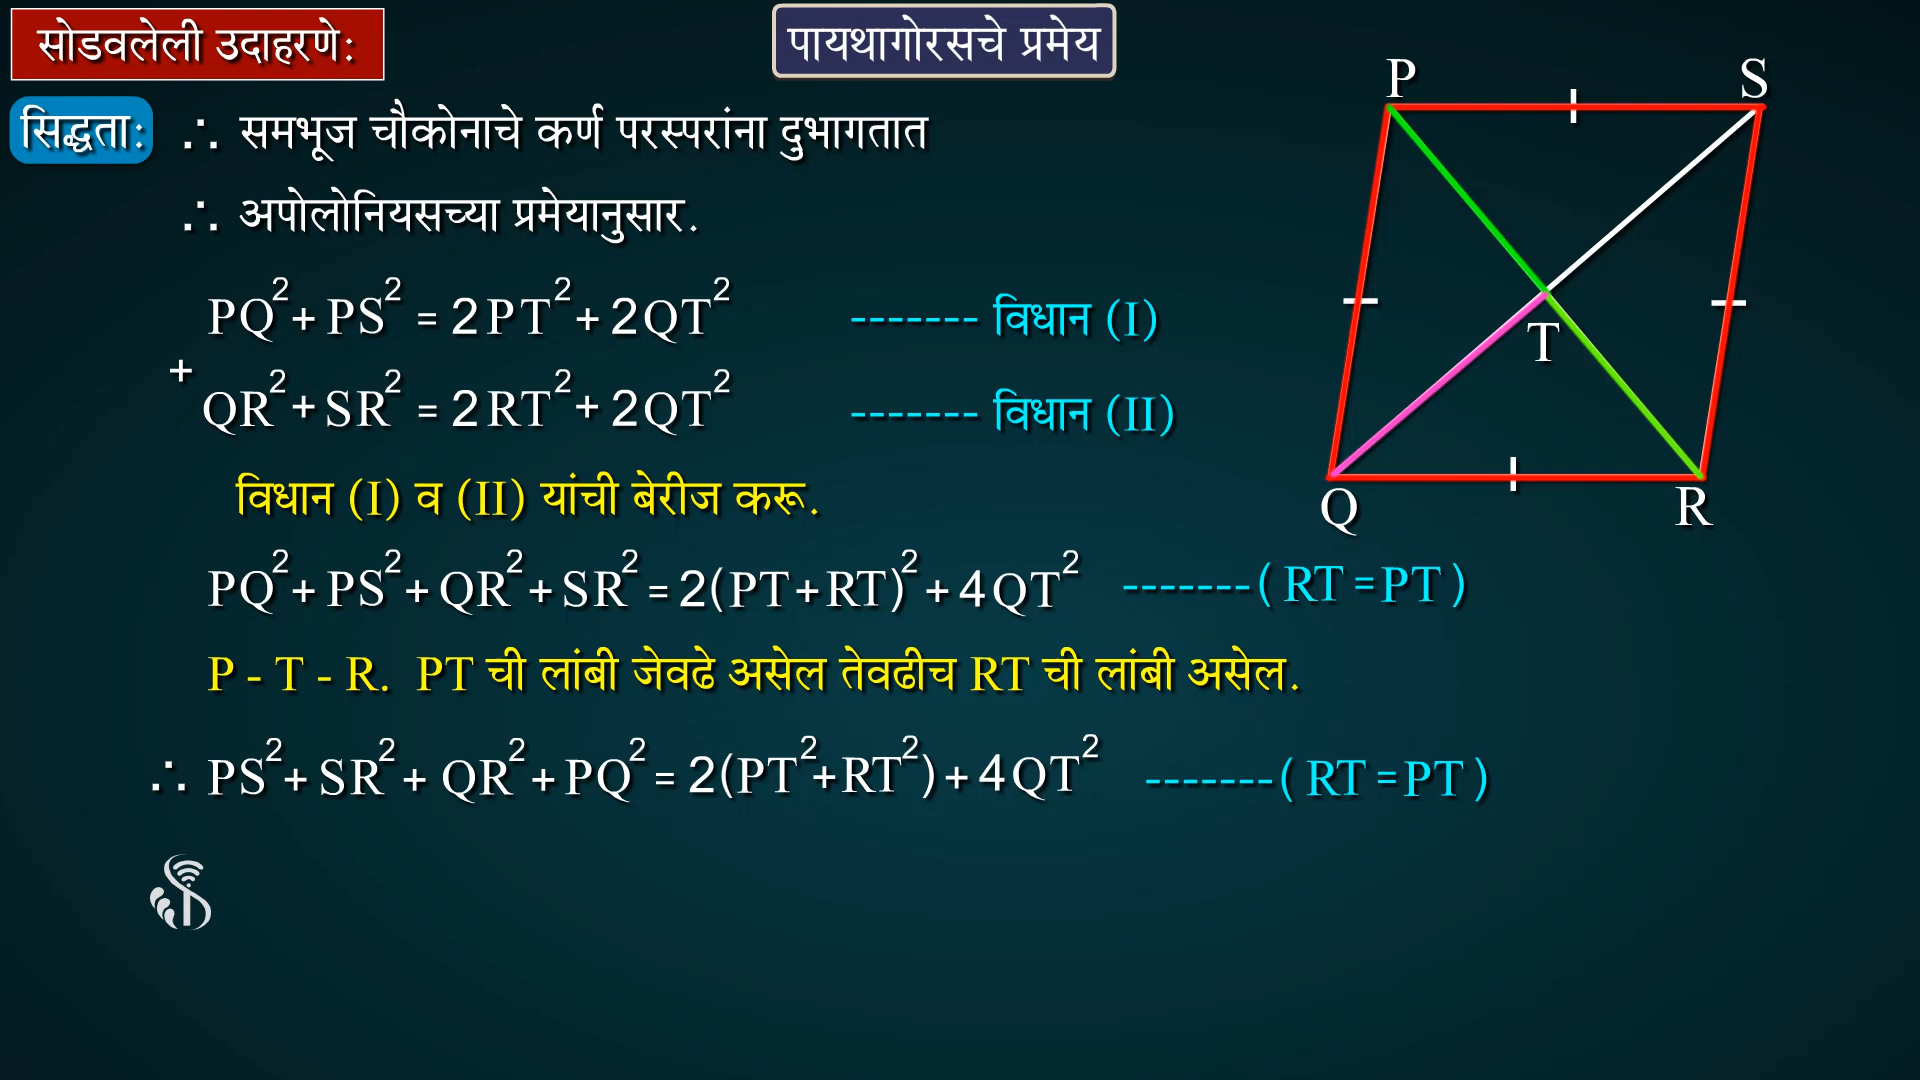 सोडवलेली उदाहरणे:
पायथागोरसचे प्रमेय
सिद्धता: ∴ समभूज चौकोनाचे कर्ण परस्परांना दुभागतात
∴ अपोलोनियसच्या प्रमेयानुसार.
PQ² + PS² = 2PT² + 2QT² ------- विधान (I)
+
QR² + SR² = 2RT² + 2QT² ------- विधान (II)
विधान (I) व (II) यांची बेरीज करू.
PQ² + PS² + QR² + SR² = 2(PT+RT)² + 4QT² -------( RT = PT )
P - T - R. PT ची लांबी जेवढे असेल तेवढीच RT ची लांबी असेल.
∴ PS² + SR² + QR² + PQ² = 2(PT²+RT²) + 4QT² -------( RT = PT )
P S
T
Q R